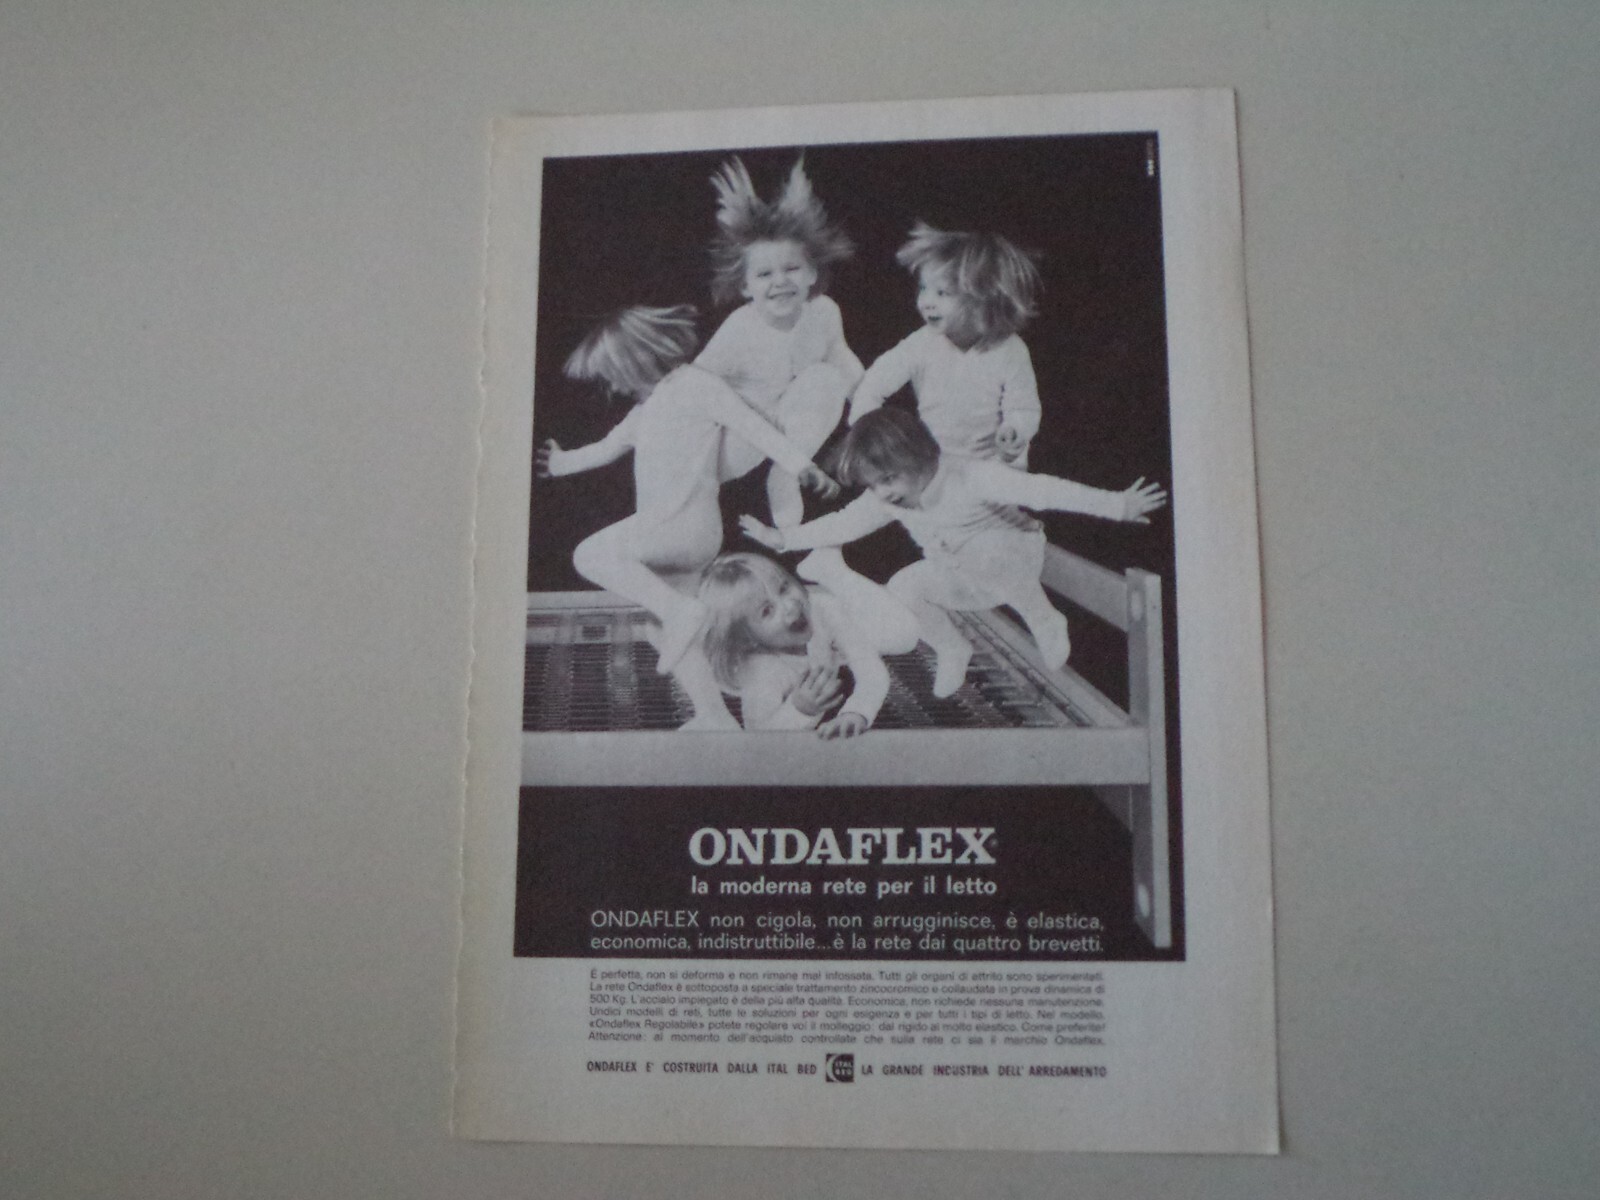 ONDAFLEX
la moderna rete per il letto
ONDAFLEX non cigola, non arrugginisce, è elastica,
economica, indistruttibile...è la rete dai quattro brevetti.
È perfetta, non si deforma e non rimane mai infossata. Tutti gli organi di attrito sono sperimentati.
La rete Ondaflex è sottoposta a speciale trattamento zincocromico e collaudata in prova dinamica di
500 Kg. L'acciaio impiegato è della più alta qualità. Economica, non richiede nessuna manutenzione.
Undici modelli di reti, tutte le soluzioni per ogni esigenza e per tutti i tipi di letto. Nel modello
«Ondaflex Regolabile» potete regolare voi il molleggio: dal rigido al molto elastico. Come preferite!
Attenzione: al momento dell'acquisto controllate che sulla rete ci sia il marchio Ondaflex.
ONDAFLEX E' COSTRUITA DALLA ITAL BED ITAL BED LA GRANDE INDUSTRIA DELL'ARREDAMENTO